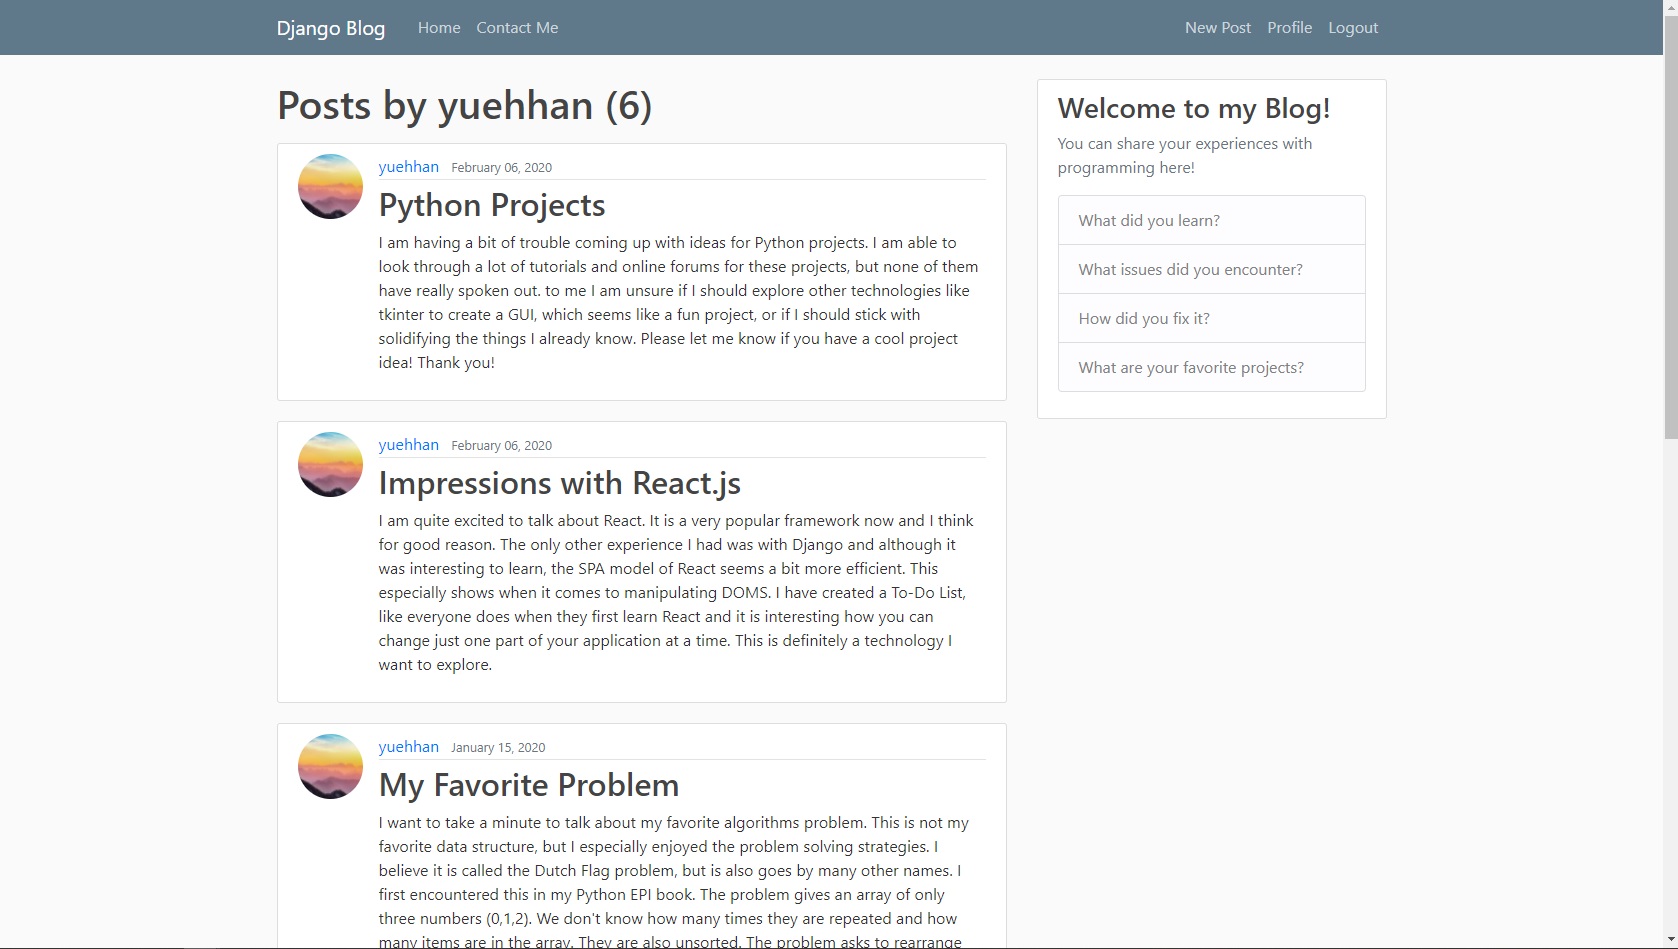 Django Blog Home Contact Me New Post Profile Logout
Posts by yuehhan (6)
yuehhan February 06, 2020
Python Projects
I am having a bit of trouble coming up with ideas for Python projects. I am able to
look through a lot of tutorials and online forums for these projects, but none of them
have really spoken out. to me I am unsure if I should explore other technologies like
tkinter to create a GUI, which seems like a fun project, or if I should stick with
solidifying the things I already know. Please let me know if you have a cool project
idea! Thank you!
yuehhan February 06, 2020
Impressions with React.js
I am quite excited to talk about React. It is a very popular framework now and I think
for good reason. The only other experience I had was with Django and although it
was interesting to learn, the SPA model of React seems a bit more efficient. This
especially shows when it comes to manipulating DOMS. I have created a To-Do List,
like everyone does when they first learn React and it is interesting how you can
change just one part of your application at a time. This is definitely a technology I
want to explore.
yuehhan January 15, 2020
My Favorite Problem
I want to take a minute to talk about my favorite algorithms problem. This is not my
favorite data structure, but I especially enjoyed the problem solving strategies. I
believe it is called the Dutch Flag problem, but is also goes by many other names. I
first encountered this in my Python EPI book. The problem gives an array of only
three numbers (0,1,2). We don't know how many times they are repeated and how
many items are in the array. They are also unsorted. The problem asks to rearrange
Welcome to my Blog!
You can share your experiences with
programming here!
What did you learn?
What issues did you encounter?
How did you fix it?
What are your favorite projects?